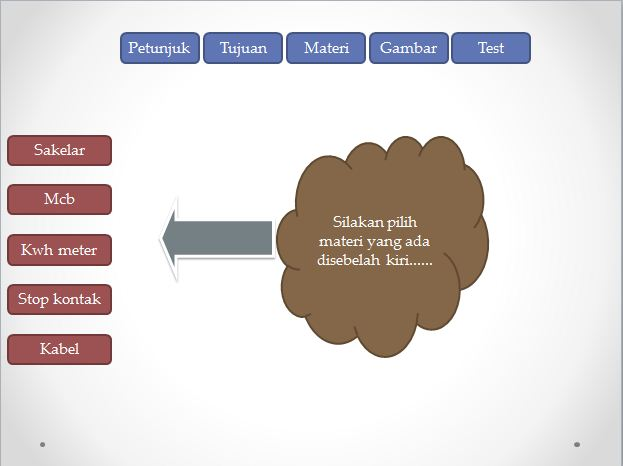 Petunjuk Tujuan Materi Gambar Test
Sakelar
Mcb
Kwh meter
Stop kontak
Kabel
Silakan pilih
materi yang ada
disebelah kiri......